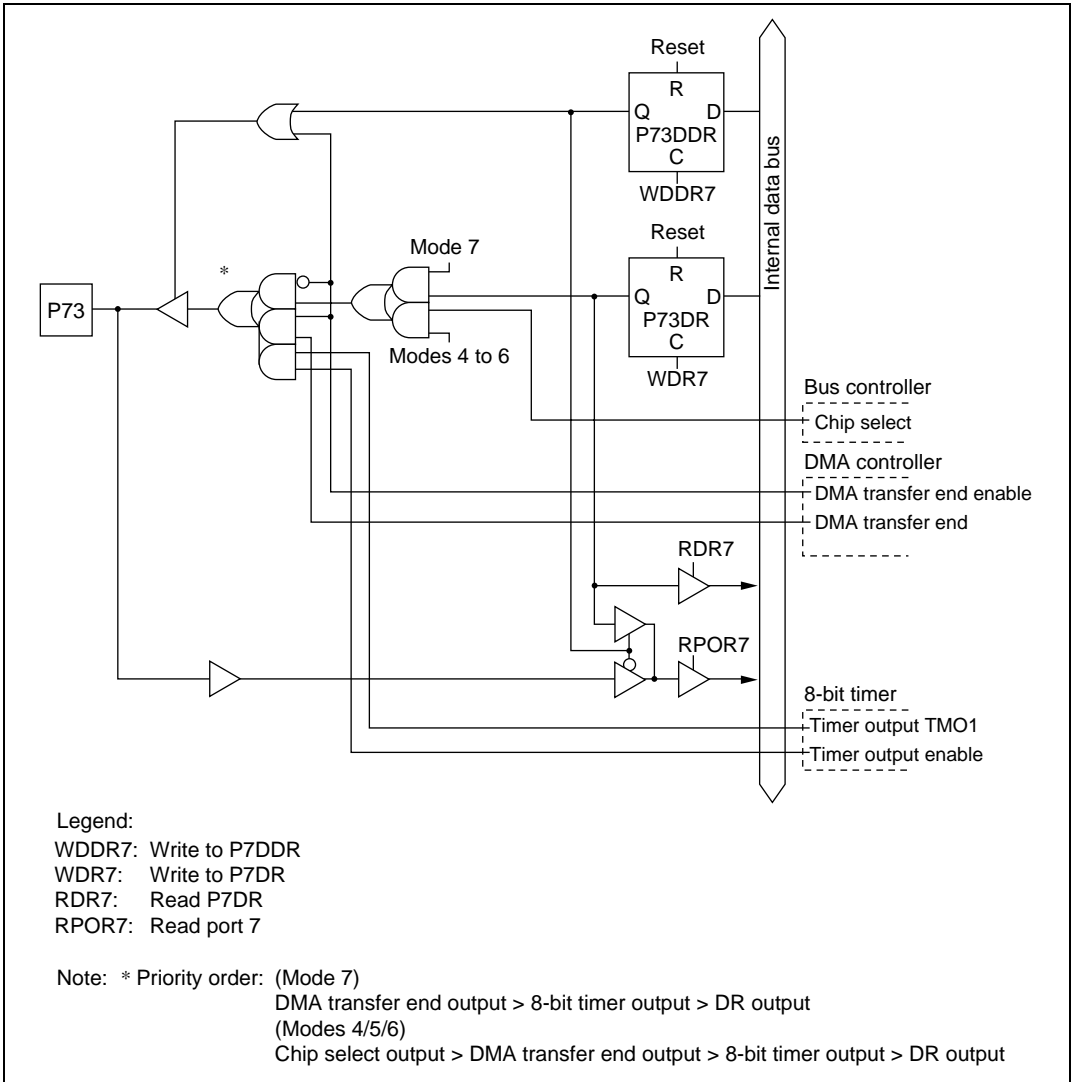 Reset
R
Q D
P73DDR
C
WDDR7
Internal data bus
Reset
R
Q D
P73DR
C
WDR7
Mode 7
*
P73
Modes 4 to 6
Bus controller
Chip select
DMA controller
DMA transfer end enable
DMA transfer end
RDR7
RPOR7
8-bit timer
Timer output TMO1
Timer output enable
Legend:
WDDR7: Write to P7DDR
WDR7: Write to P7DR
RDR7: Read P7DR
RPOR7: Read port 7
Note: * Priority order: (Mode 7)
DMA transfer end output > 8-bit timer output > DR output
(Modes 4/5/6)
Chip select output > DMA transfer end output > 8-bit timer output > DR output